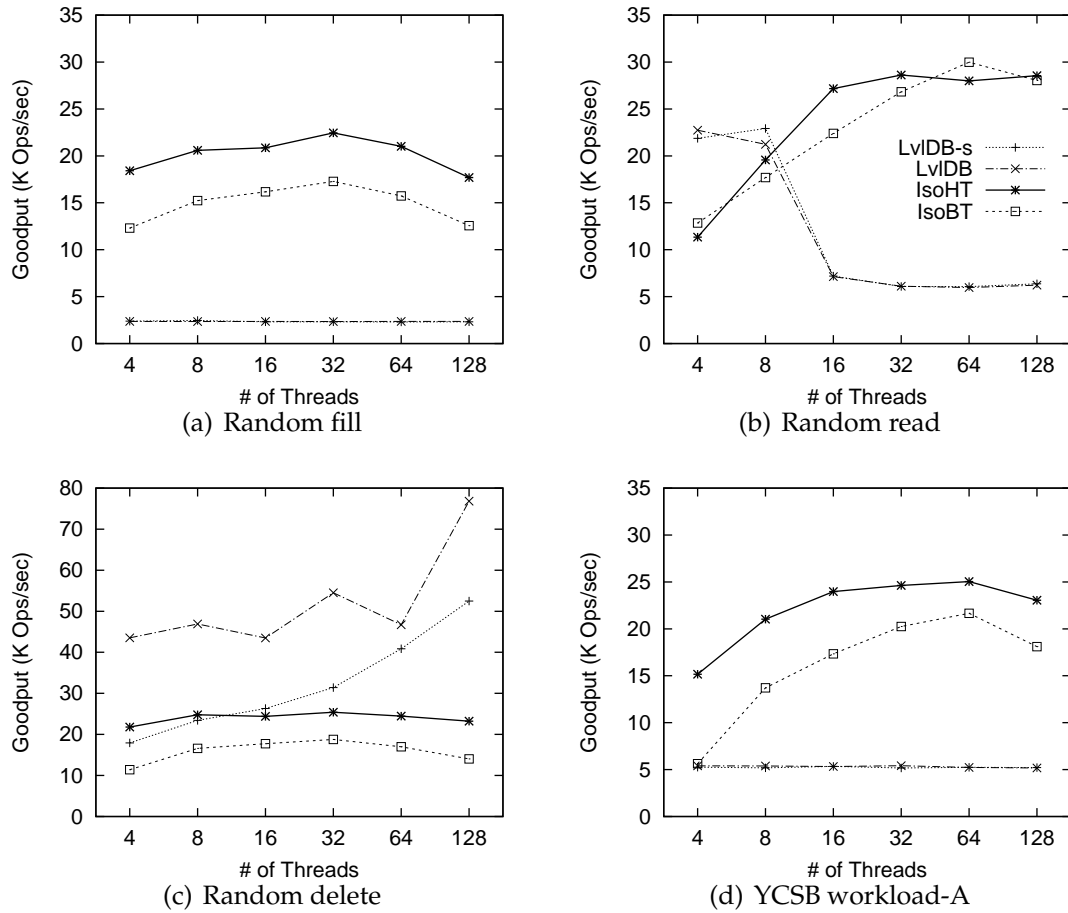 35
30
25
20
15
10
5
0
Goodput (K Ops/sec)
4 8 16 32 64 128
# of Threads
(a) Random fill
35
30
25
20
15
10
5
0
Goodput (K Ops/sec)
LvlDB-s
LvlDB
IsoHT
IsoBT
4 8 16 32 64 128
# of Threads
(b) Random read
80
70
60
50
40
30
20
10
0
Goodput (K Ops/sec)
4 8 16 32 64 128
# of Threads
(c) Random delete
35
30
25
20
15
10
5
0
Goodput (K Ops/sec)
4 8 16 32 64 128
# of Threads
(d) YCSB workload-A